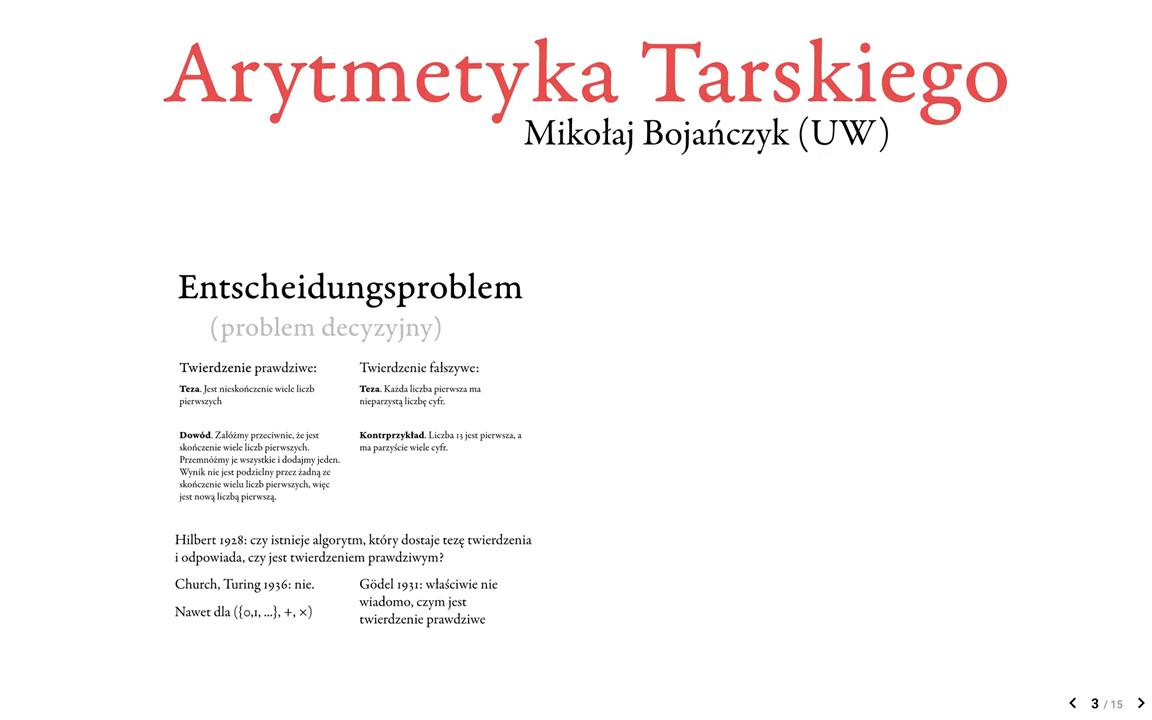 Arytmetyka Tarskiego
Mikołaj Bojańczyk (UW)
Entscheidungsproblem
(problem decyzyjny)
Twierdzenie prawdziwe:
Teza. Jest nieskończenie wiele liczb
pierwszych
Dowód. Załóżmy przeciwnie, że jest
skończenie wiele liczb pierwszych.
Przemnóżmy je wszystkie i dodajmy jeden.
Wynik nie jest podzielny przez żadną ze
skończenie wielu liczb pierwszych, więc
jest nową liczbą pierwszą.
Twierdzenie fałszywe:
Teza. Każda liczba pierwsza ma
nieparzystą liczbę cyfr.
Kontrprzykład. Liczba 13 jest pierwsza, a
ma parzyście wiele cyfr.
Hilbert 1928: czy istnieje algorytm, który dostaje tezę twierdzenia
i odpowiada, czy jest twierdzeniem prawdziwym?
Church, Turing 1936: nie.
Nawet dla ({0,1, ...}, +, ×)
Gödel 1931: właściwie nie
wiadomo, czym jest
twierdzenie prawdziwe
3 / 15